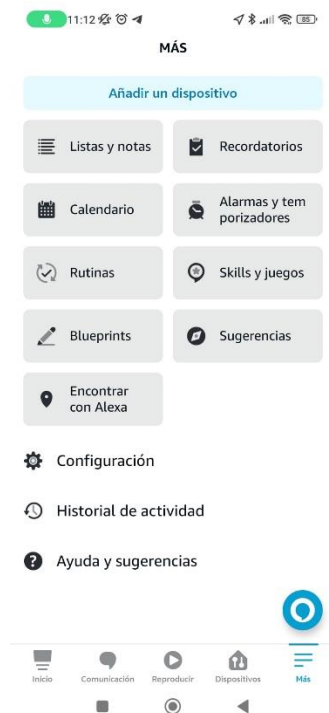 11:12
85
MÁS
Añadir un dispositivo
Listas y notas
Recordatorios
Calendario
Alarmas y tem
porizadores
Rutinas
Skills y juegos
Blueprints
Sugerencias
Encontrar
con Alexa
Configuración
Historial de actividad
Ayuda y sugerencias
Inicio
Comunicación
Reproducir
Dispositivos
Más